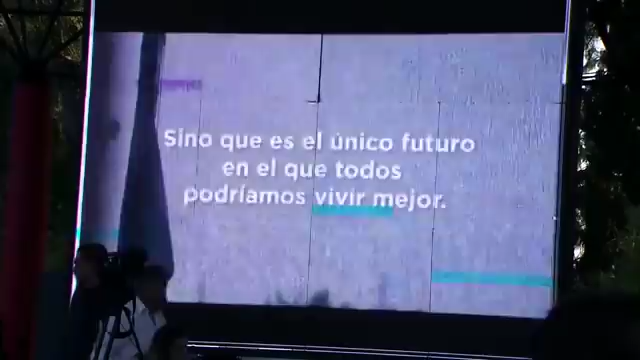 Sino que es el único futuro
en el que todos
podríamos vivir mejor.